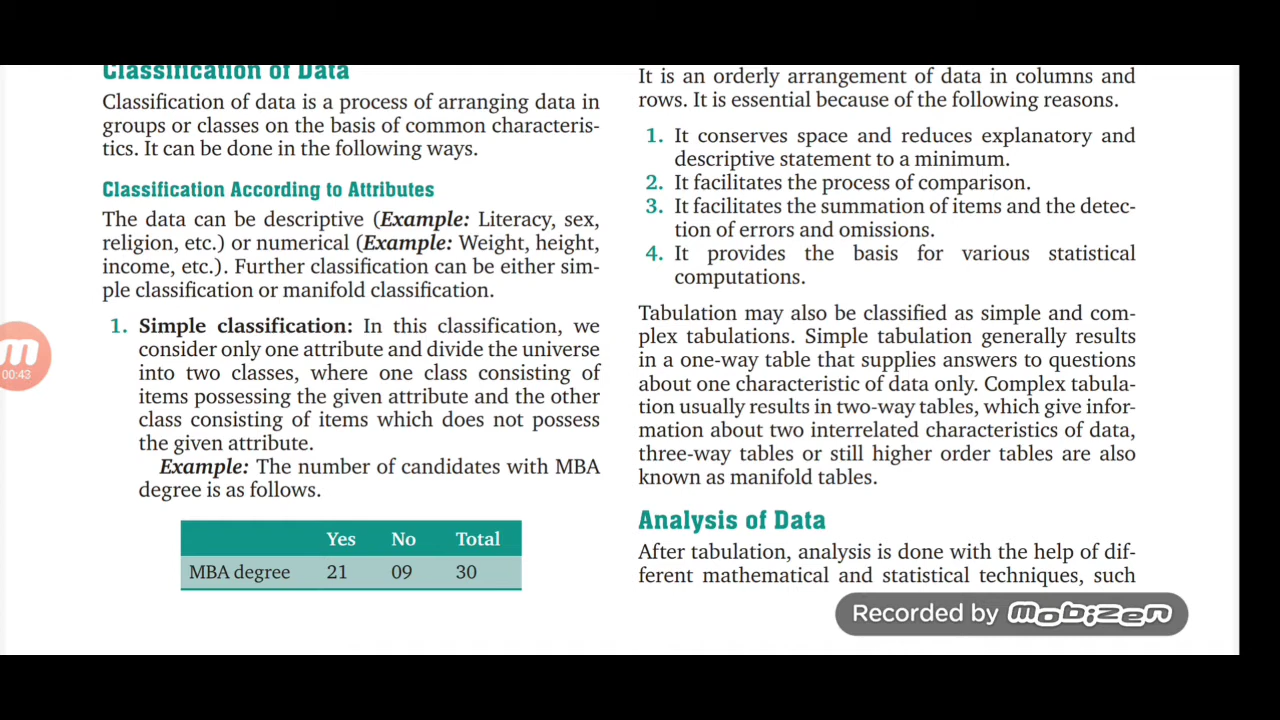 Classification of Data
Classification of data is a process of arranging data in
groups or classes on the basis of common characteris-
tics. It can be done in the following ways.
Classification According to Attributes
The data can be descriptive (Example: Literacy, sex,
religion, etc.) or numerical (Example: Weight, height,
income, etc.). Further classification can be either sim-
ple classification or manifold classification.
1. Simple classification: In this classification, we
consider only one attribute and divide the universe
into two classes, where one class consisting of
items possessing the given attribute and the other
class consisting of items which does not possess
the given attribute.
Example: The number of candidates with MBA
degree is as follows.
Yes No Total
MBA degree 21 09 30
It is an orderly arrangement of data in columns and
rows. It is essential because of the following reasons.
1. It conserves space and reduces explanatory and
descriptive statement to a minimum.
2. It facilitates the process of comparison.
3. It facilitates the summation of items and the detec-
tion of errors and omissions.
4. It provides the basis for various statistical
computations.
Tabulation may also be classified as simple and com-
plex tabulations. Simple tabulation generally results
in a one-way table that supplies answers to questions
about one characteristic of data only. Complex tabula-
tion usually results in two-way tables, which give infor-
mation about two interrelated characteristics of data,
three-way tables or still higher order tables are also
known as manifold tables.
Analysis of Data
After tabulation, analysis is done with the help of dif-
ferent mathematical and statistical techniques, such
m
00:43
Recorded by mobizen